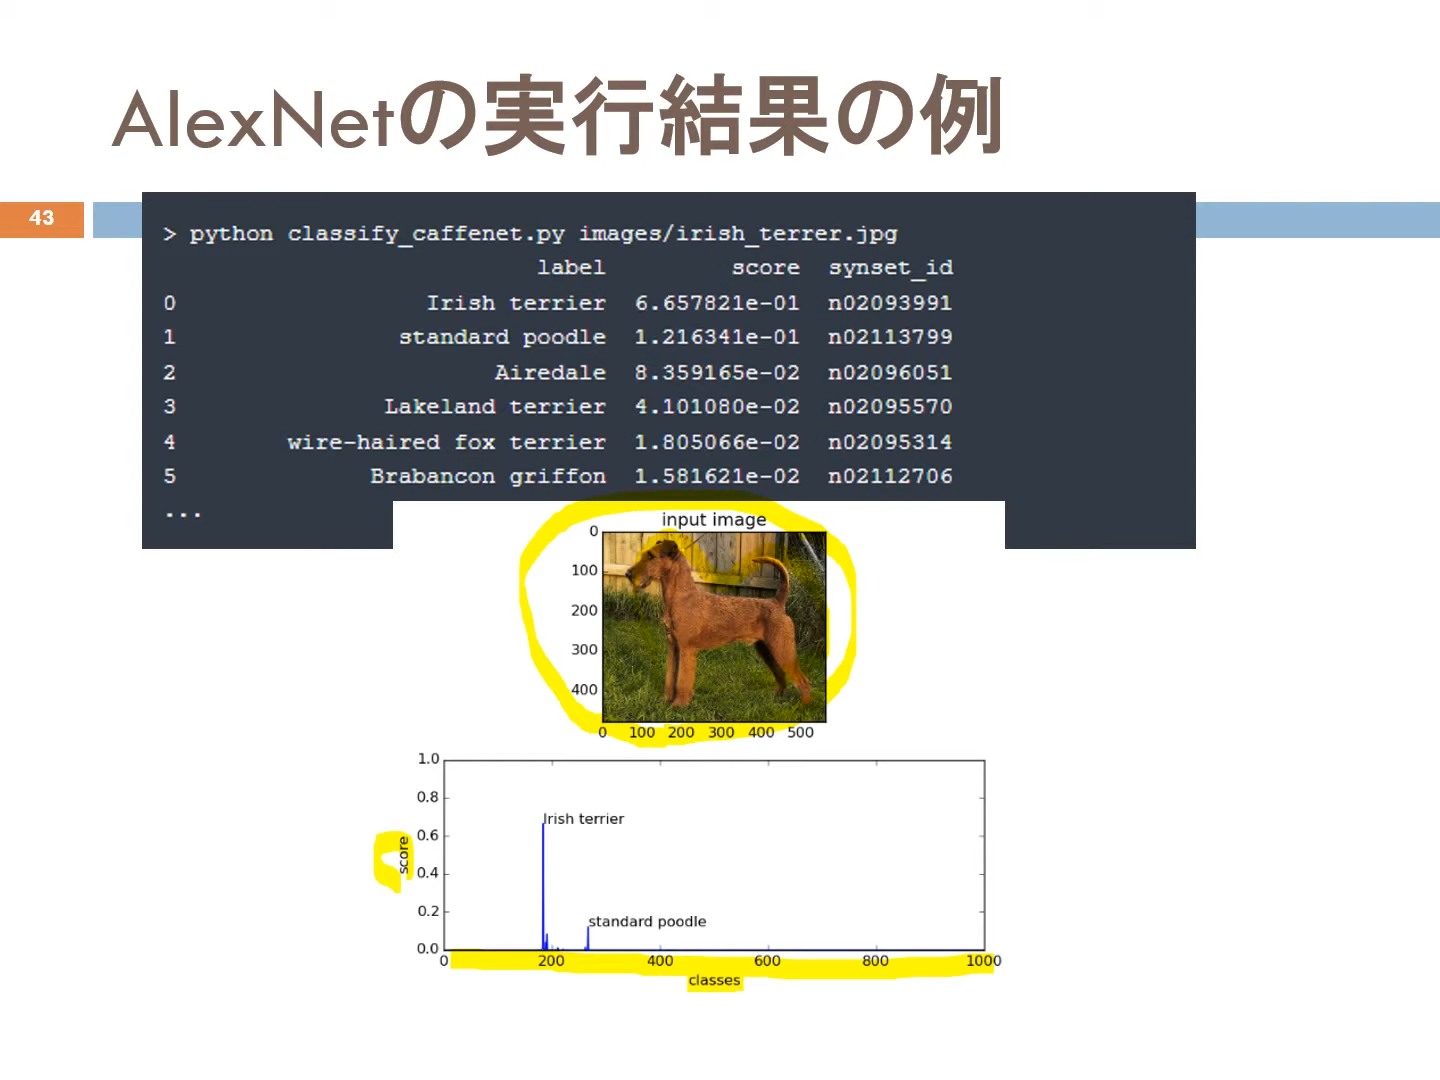 AlexNetの実行結果の例
43
> python classify_caffenet.py images/irish_terrer.jpg
label score synset_id
0 Irish terrier 6.657821e-01 n02093991
1 standard poodle 1.216341e-01 n02113799
2 Airedale 8.359165e-02 n02096051
3 Lakeland terrier 4.101080e-02 n02095570
4 wire-haired fox terrier 1.805066e-02 n02095314
5 Brabancon griffon 1.581621e-02 n02112706
...
input image
0
100
200
300
400
0 100 200 300 400 500
1.0
0.8
Irish terrier
0.6
score
0.4
0.2
standard poodle
0.0
0 200 400 600 800 1000
classes